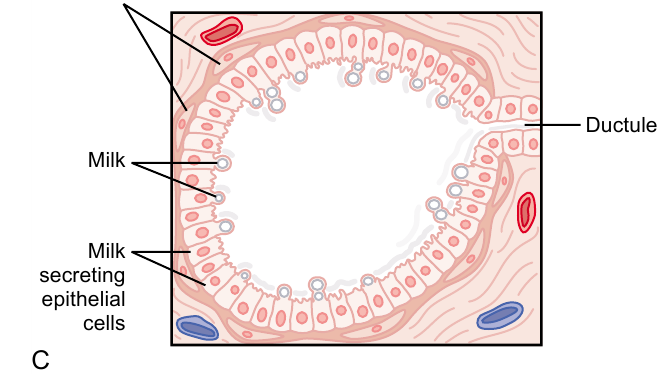 Ductule
Milk
Milk
secreting
epithelial
cells
C